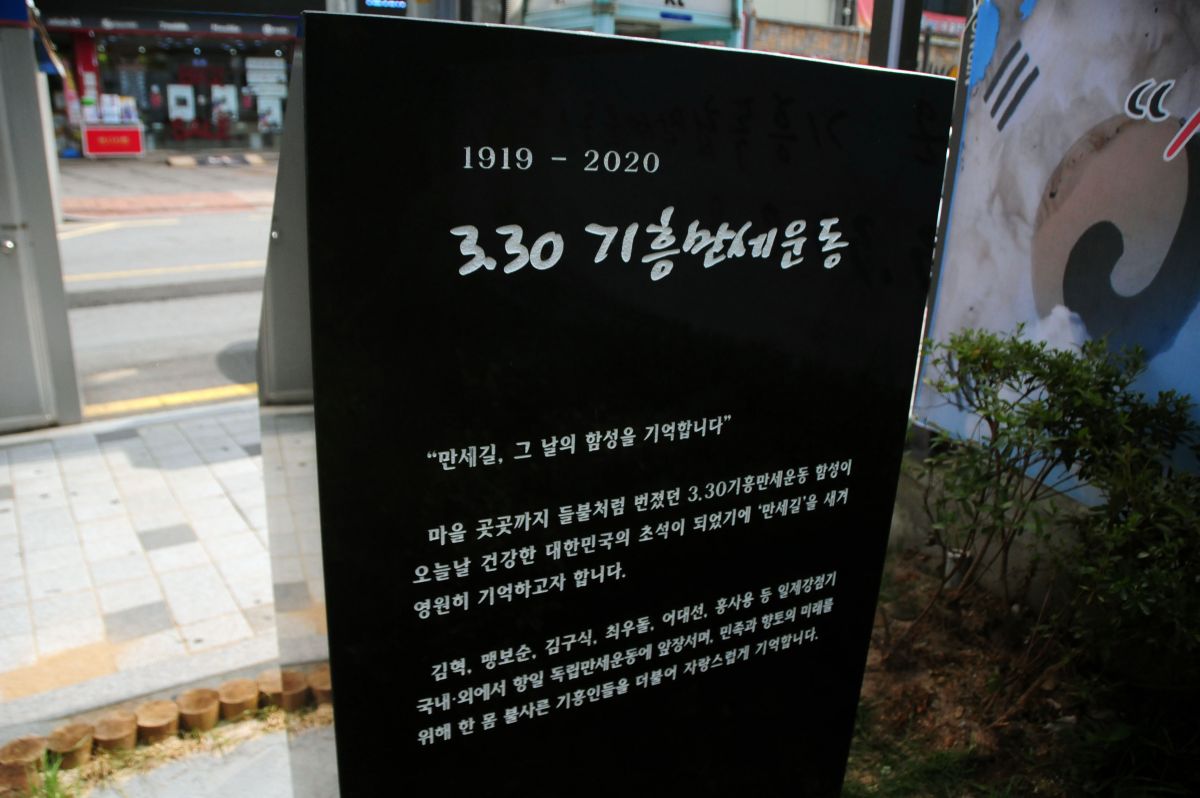 1919 - 2020
3.30 기흥만세운동
“만세길, 그 날의 함성을 기억합니다”
마을 곳곳까지 들불처럼 번졌던 3.30기흥만세운동 함성이
오늘날 건강한 대한민국의 초석이 되었기에 ‘만세길’을 새겨
영원히 기억하고자 합니다.
김혁, 맹보순, 김구식, 최우돌, 어대선, 홍사용 등 일제강점기
국내·외에서 항일 독립만세운동에 앞장서며, 민족과 향토의 미래를
위해 한 몸 불사른 기흥인들을 더불어 자랑스럽게 기억합니다.
SALE